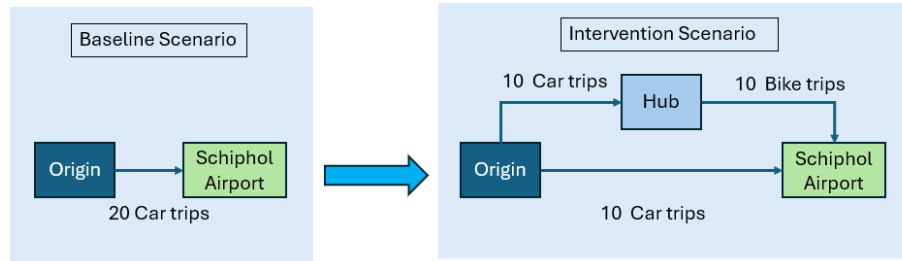 Baseline Scenario
Origin
Schiphol
Airport
20 Car trips
Intervention Scenario
10 Car trips
Hub
10 Bike trips
Origin
Schiphol
Airport
10 Car trips